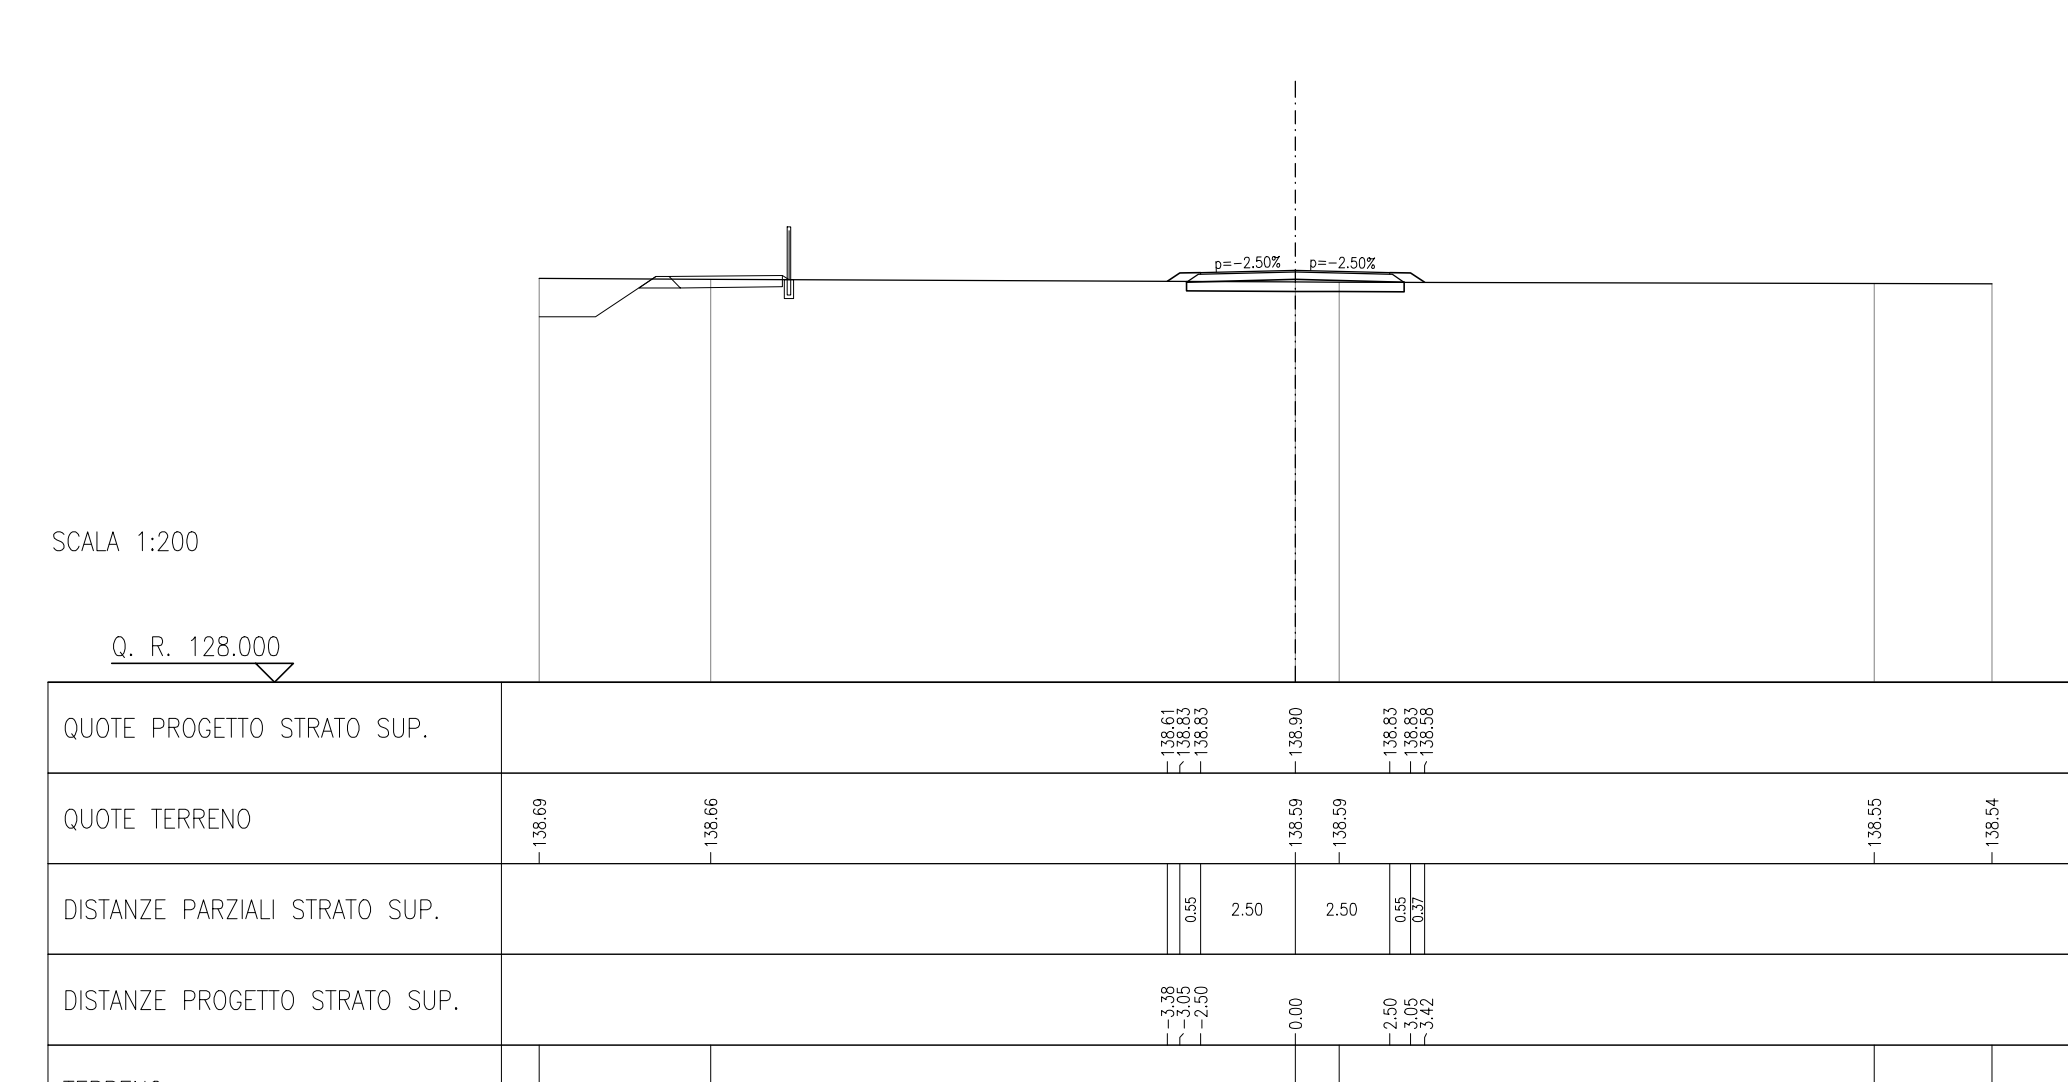 p=-2.50% p=-2.50%
SCALA 1:200
Q. R. 128.000
QUOTE PROGETTO STRATO SUP. 138.61 138.83 138.83 138.90 138.83 138.83 138.58
QUOTE TERRENO 138.69 138.66 138.59 138.59 138.55 138.54
DISTANZE PARZIALI STRATO SUP. 0.55 2.50 2.50 0.55 0.37
DISTANZE PROGETTO STRATO SUP. -3.38 -3.05 -2.50 0.00 2.50 3.05 3.42